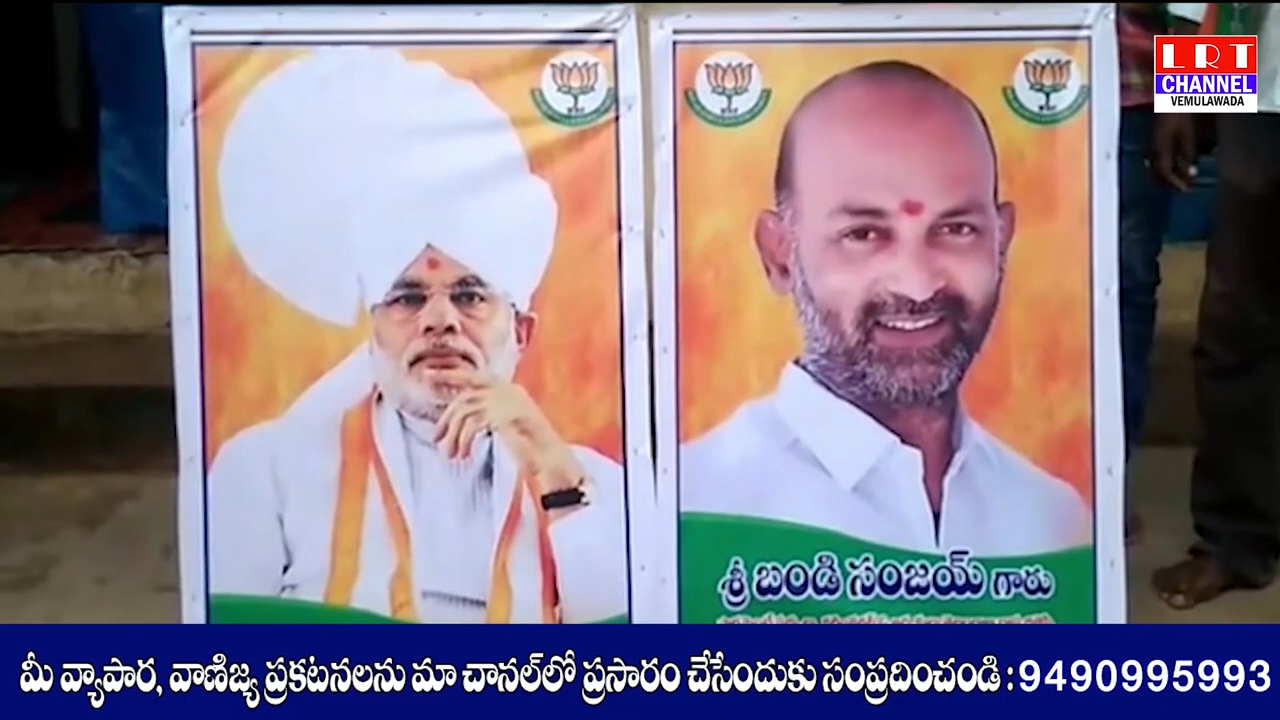 LRT
CHANNEL
VEMULAWADA
శ్రీ బండి సంజయ్ గారు
మీ వ్యాపార, వాణిజ్య ప్రకటనలను మా చానల్‌లో ప్రసారం చేసేందుకు సంప్రదించండి : 9490995993